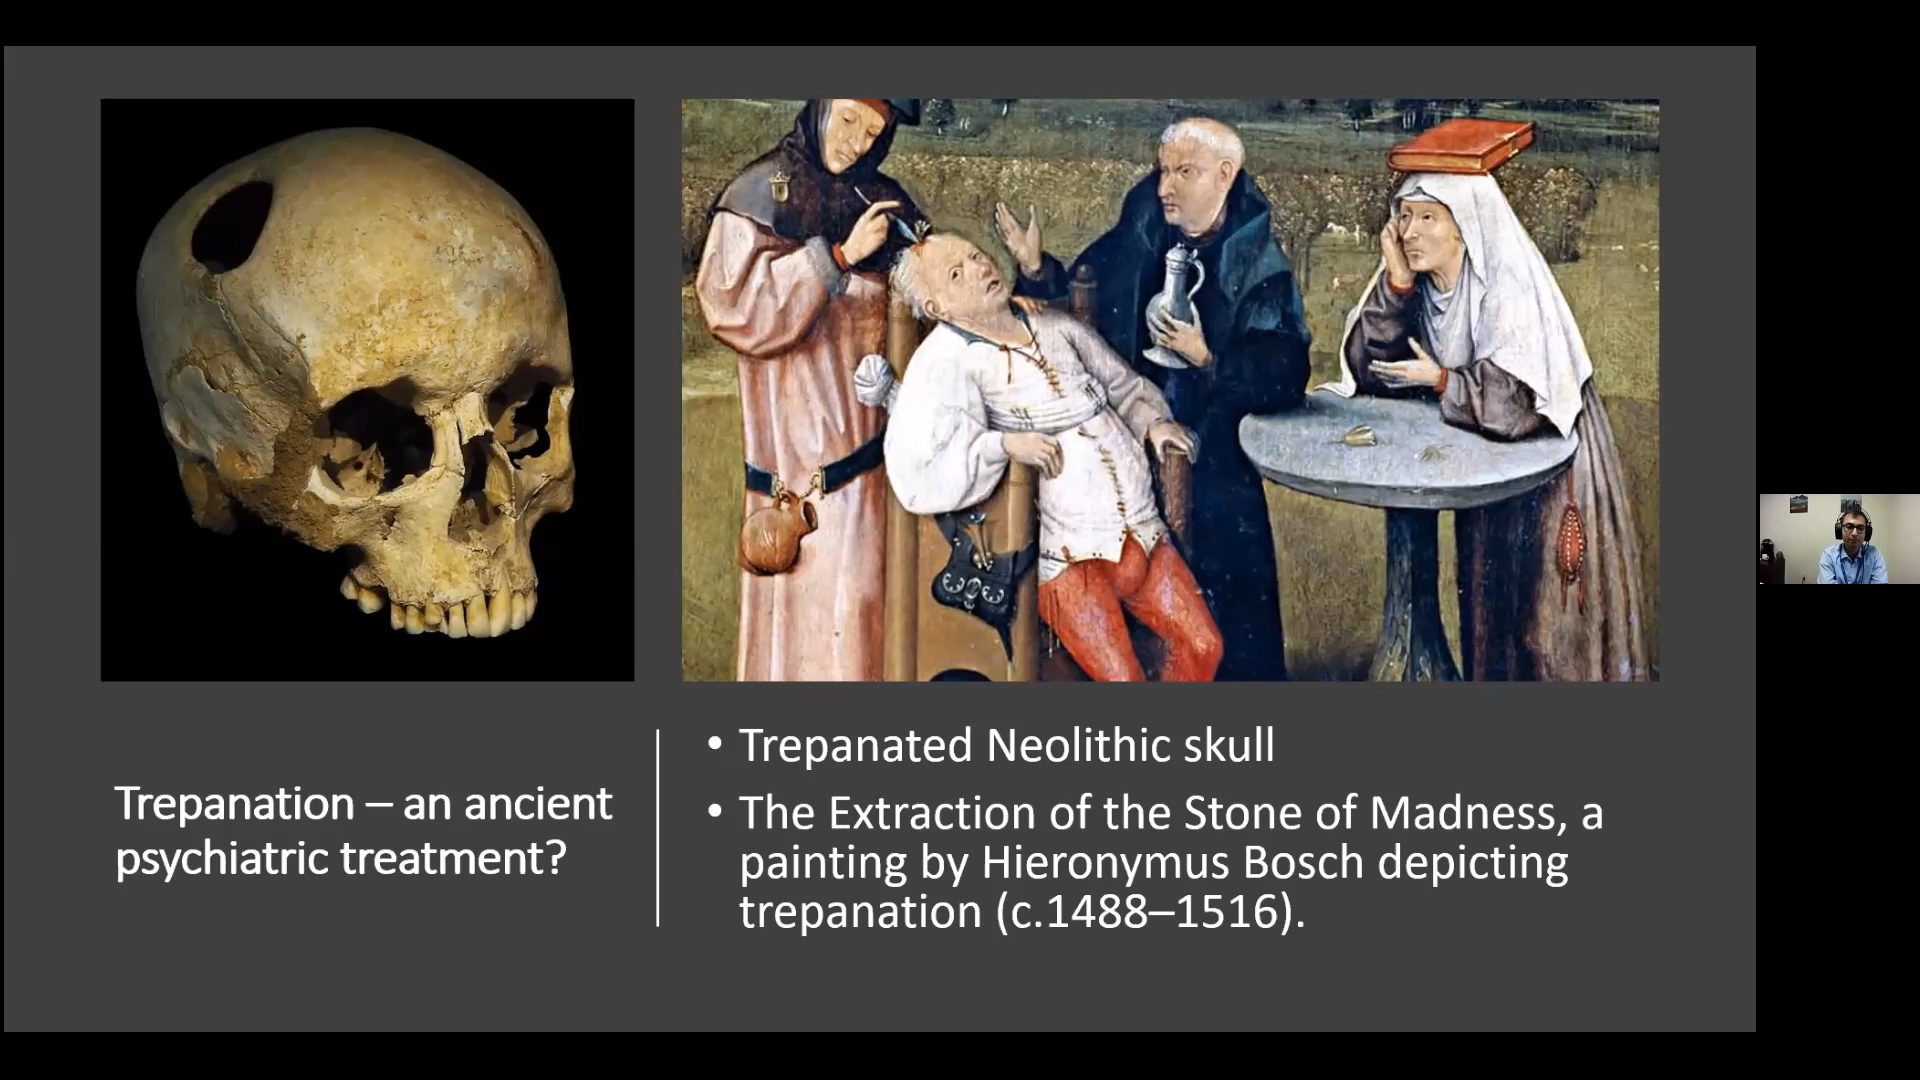 Trepanation – an ancient
psychiatric treatment?
• Trepanated Neolithic skull
• The Extraction of the Stone of Madness, a
painting by Hieronymus Bosch depicting
trepanation (c.1488–1516).